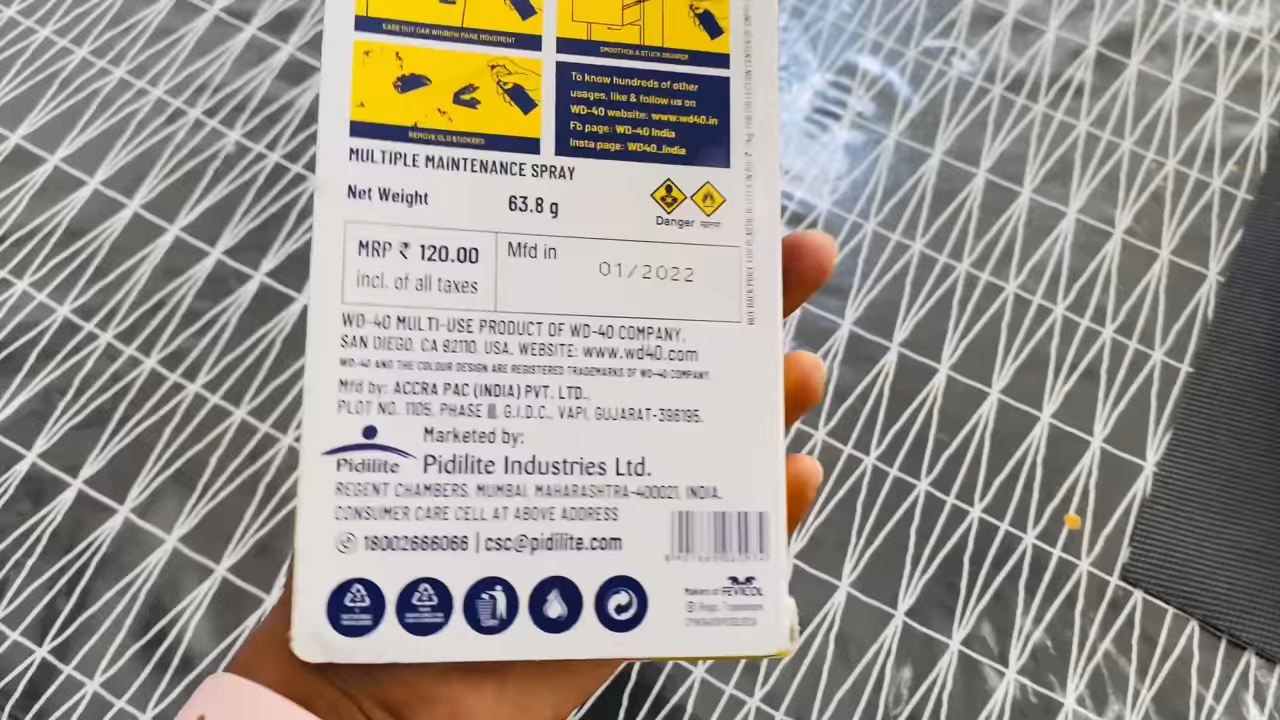 EASE OUT CAR WINDOW PANE MOVEMENT
SMOOTHEN A STUCK DRAWER
REMOVE OLD STICKERS
To know hundreds of other
usages, like & follow us on
WD-40 website: www.wd40.in
Fb page: WD-40 India
Insta page: WD40_India
MULTIPLE MAINTENANCE SPRAY
Net Weight 63.8 g
Danger
MRP ₹ 120.00
incl. of all taxes
Mfd in
01/2022
WD-40 MULTI-USE PRODUCT OF WD-40 COMPANY,
SAN DIEGO, CA 92110, USA. WEBSITE: www.wd40.com
WD-40 AND THE COLOUR DESIGN ARE REGISTERED TRADEMARKS OF WD-40 COMPANY.
Mfd by: ACCRA PAC (INDIA) PVT. LTD.,
PLOT NO. 1105, PHASE III, G.I.D.C., VAPI, GUJARAT-396195.
Pidilite
Marketed by:
Pidilite Industries Ltd.
REGENT CHAMBERS, MUMBAI, MAHARASHTRA-400021, INDIA.
CONSUMER CARE CELL AT ABOVE ADDRESS
18002666066 | csc@pidilite.com
Makers of FEVICOL